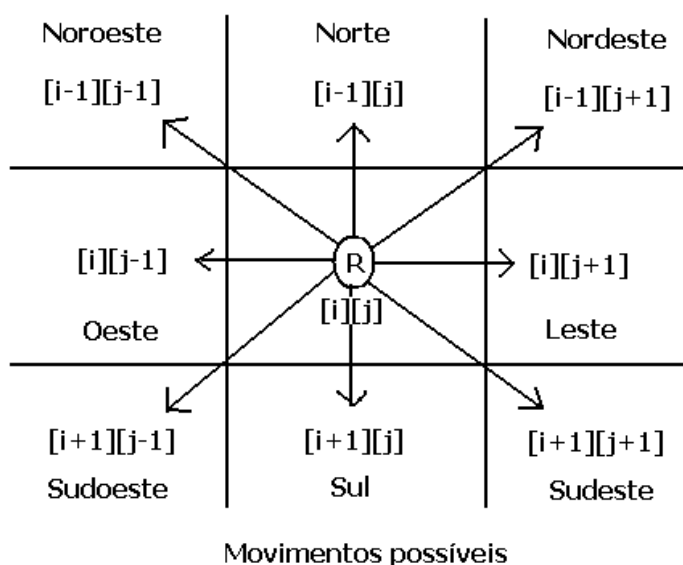 Noroeste Norte Nordeste
[i-1][j-1] [i-1][j] [i-1][j+1]
[i][j-1] R [i][j+1]
[i][j]
Oeste Leste
[i+1][j-1] [i+1][j] [i+1][j+1]
Sudoeste Sul Sudeste
Movimentos possíveis